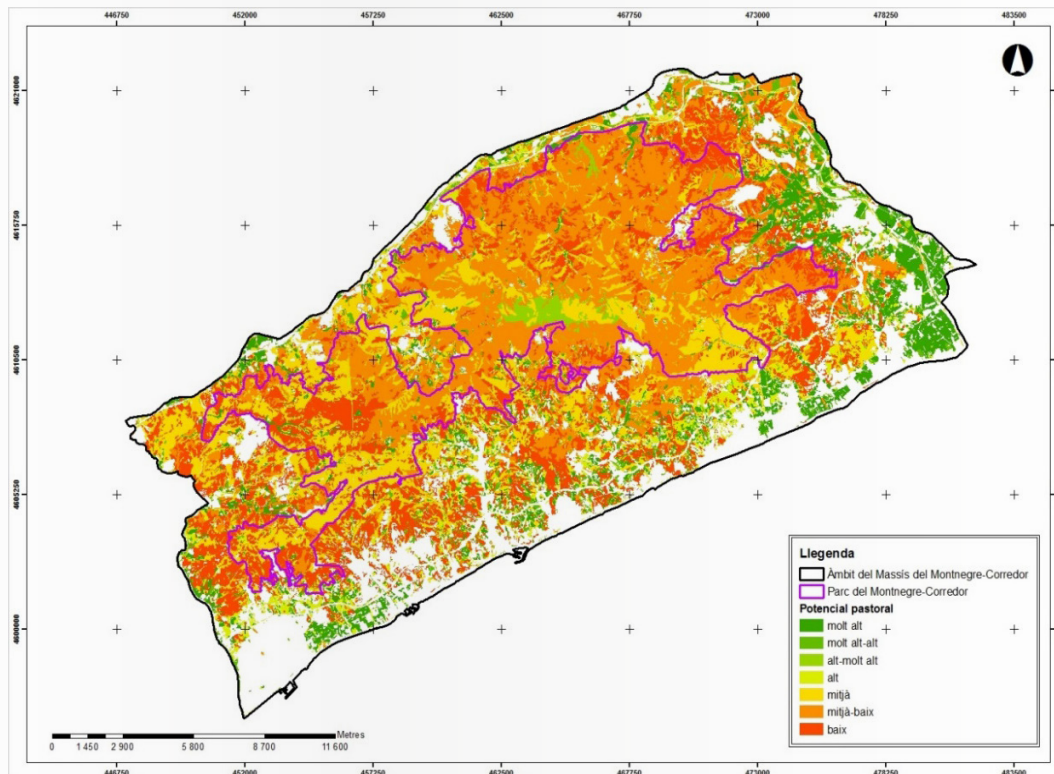 446750 452000 457250 462500 467750 473000 478250 483500
4621000
4615750
4610500
4605250
4600000
Llegenda
Àmbit del Massís del Montnegre-Corredor
Parc del Montnegre-Corredor
Potencial pastoral
molt alt
molt alt-alt
alt-molt alt
alt
mitjà
mitjà-baix
baix
Metres
0 1 450 2 900 5 800 8 700 11 600
446750 452000 457250 462500 467750 473000 478250 483500